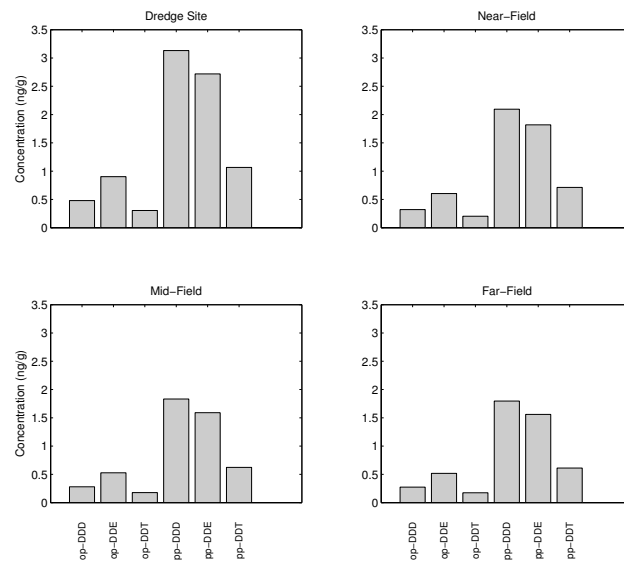 Dredge Site
3.5
3
2.5
2
1.5
1
0.5
0
Concentration (ng/g)
Near−Field
3.5
3
2.5
2
1.5
1
0.5
0
Mid−Field
3.5
3
2.5
2
1.5
1
0.5
0
Concentration (ng/g)
op−DDD
op−DDE
op−DDT
pp−DDD
pp−DDE
pp−DDT
Far−Field
3.5
3
2.5
2
1.5
1
0.5
0
op−DDD
op−DDE
op−DDT
pp−DDD
pp−DDE
pp−DDT